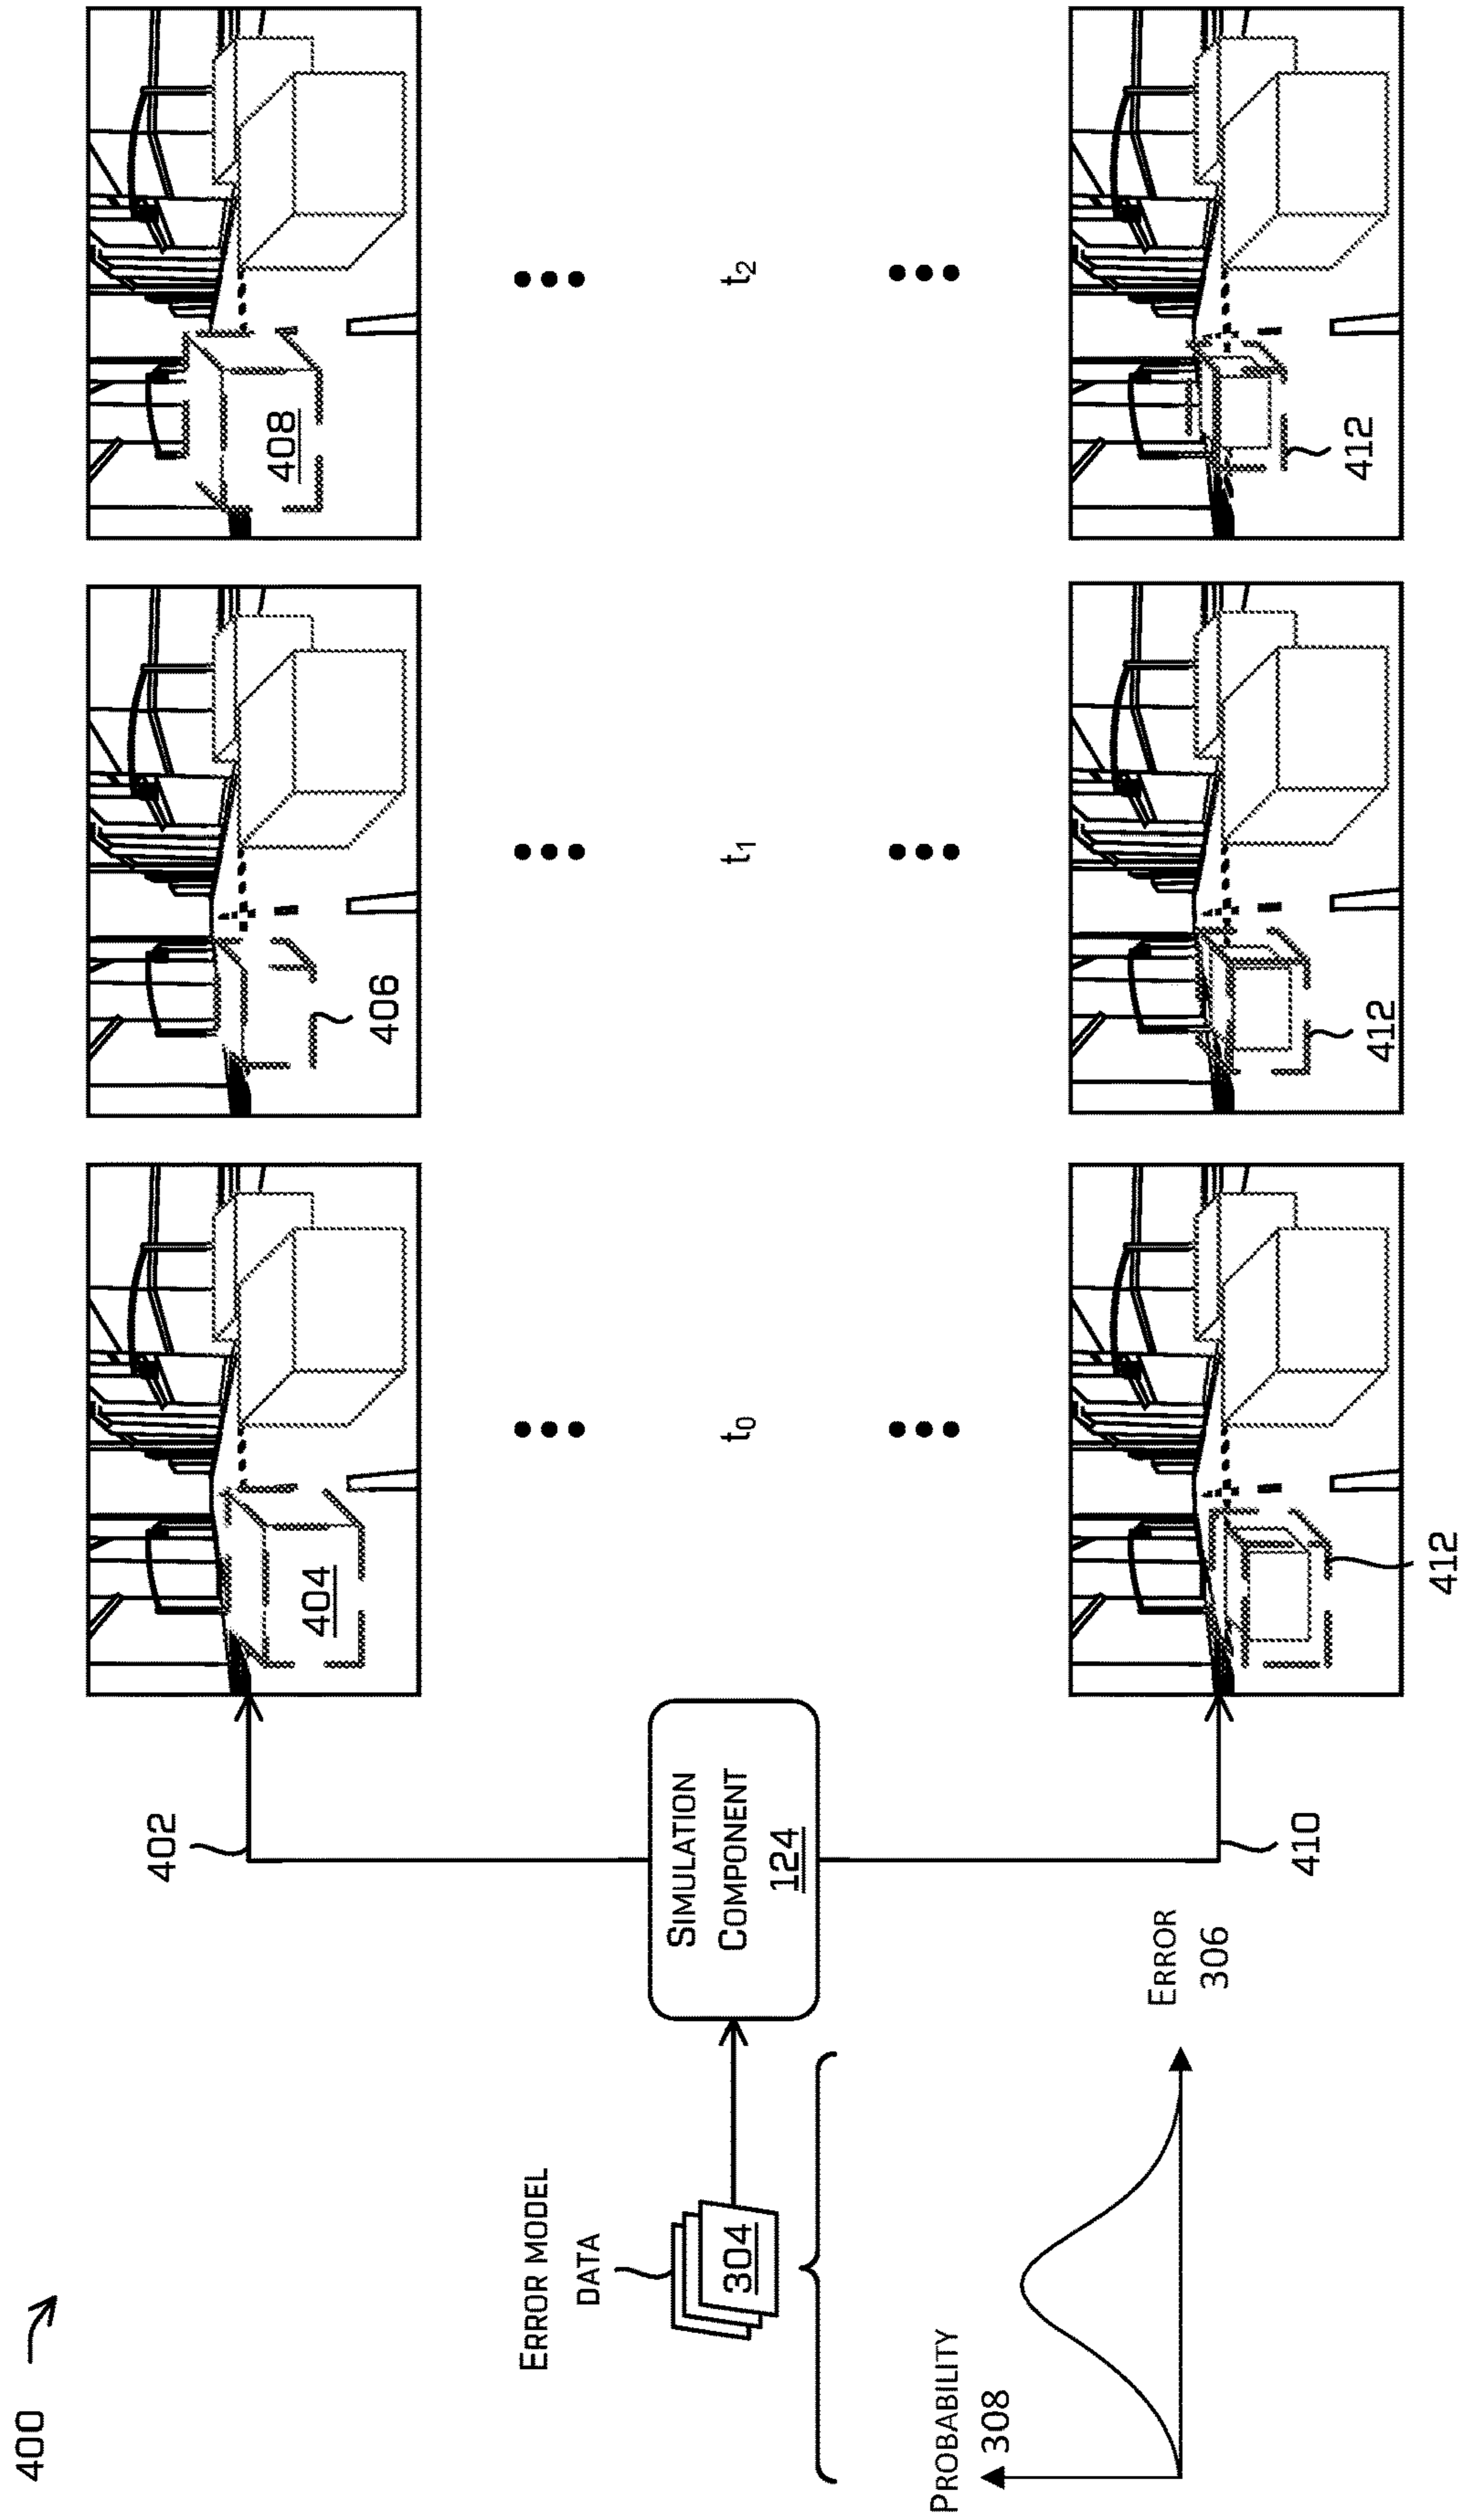 400
ERROR MODEL
DATA
304
PROBABILITY
308
ERROR
306
SIMULATION
COMPONENT
124
402
410
404
406
408
t0
t1
t2
412
412
412